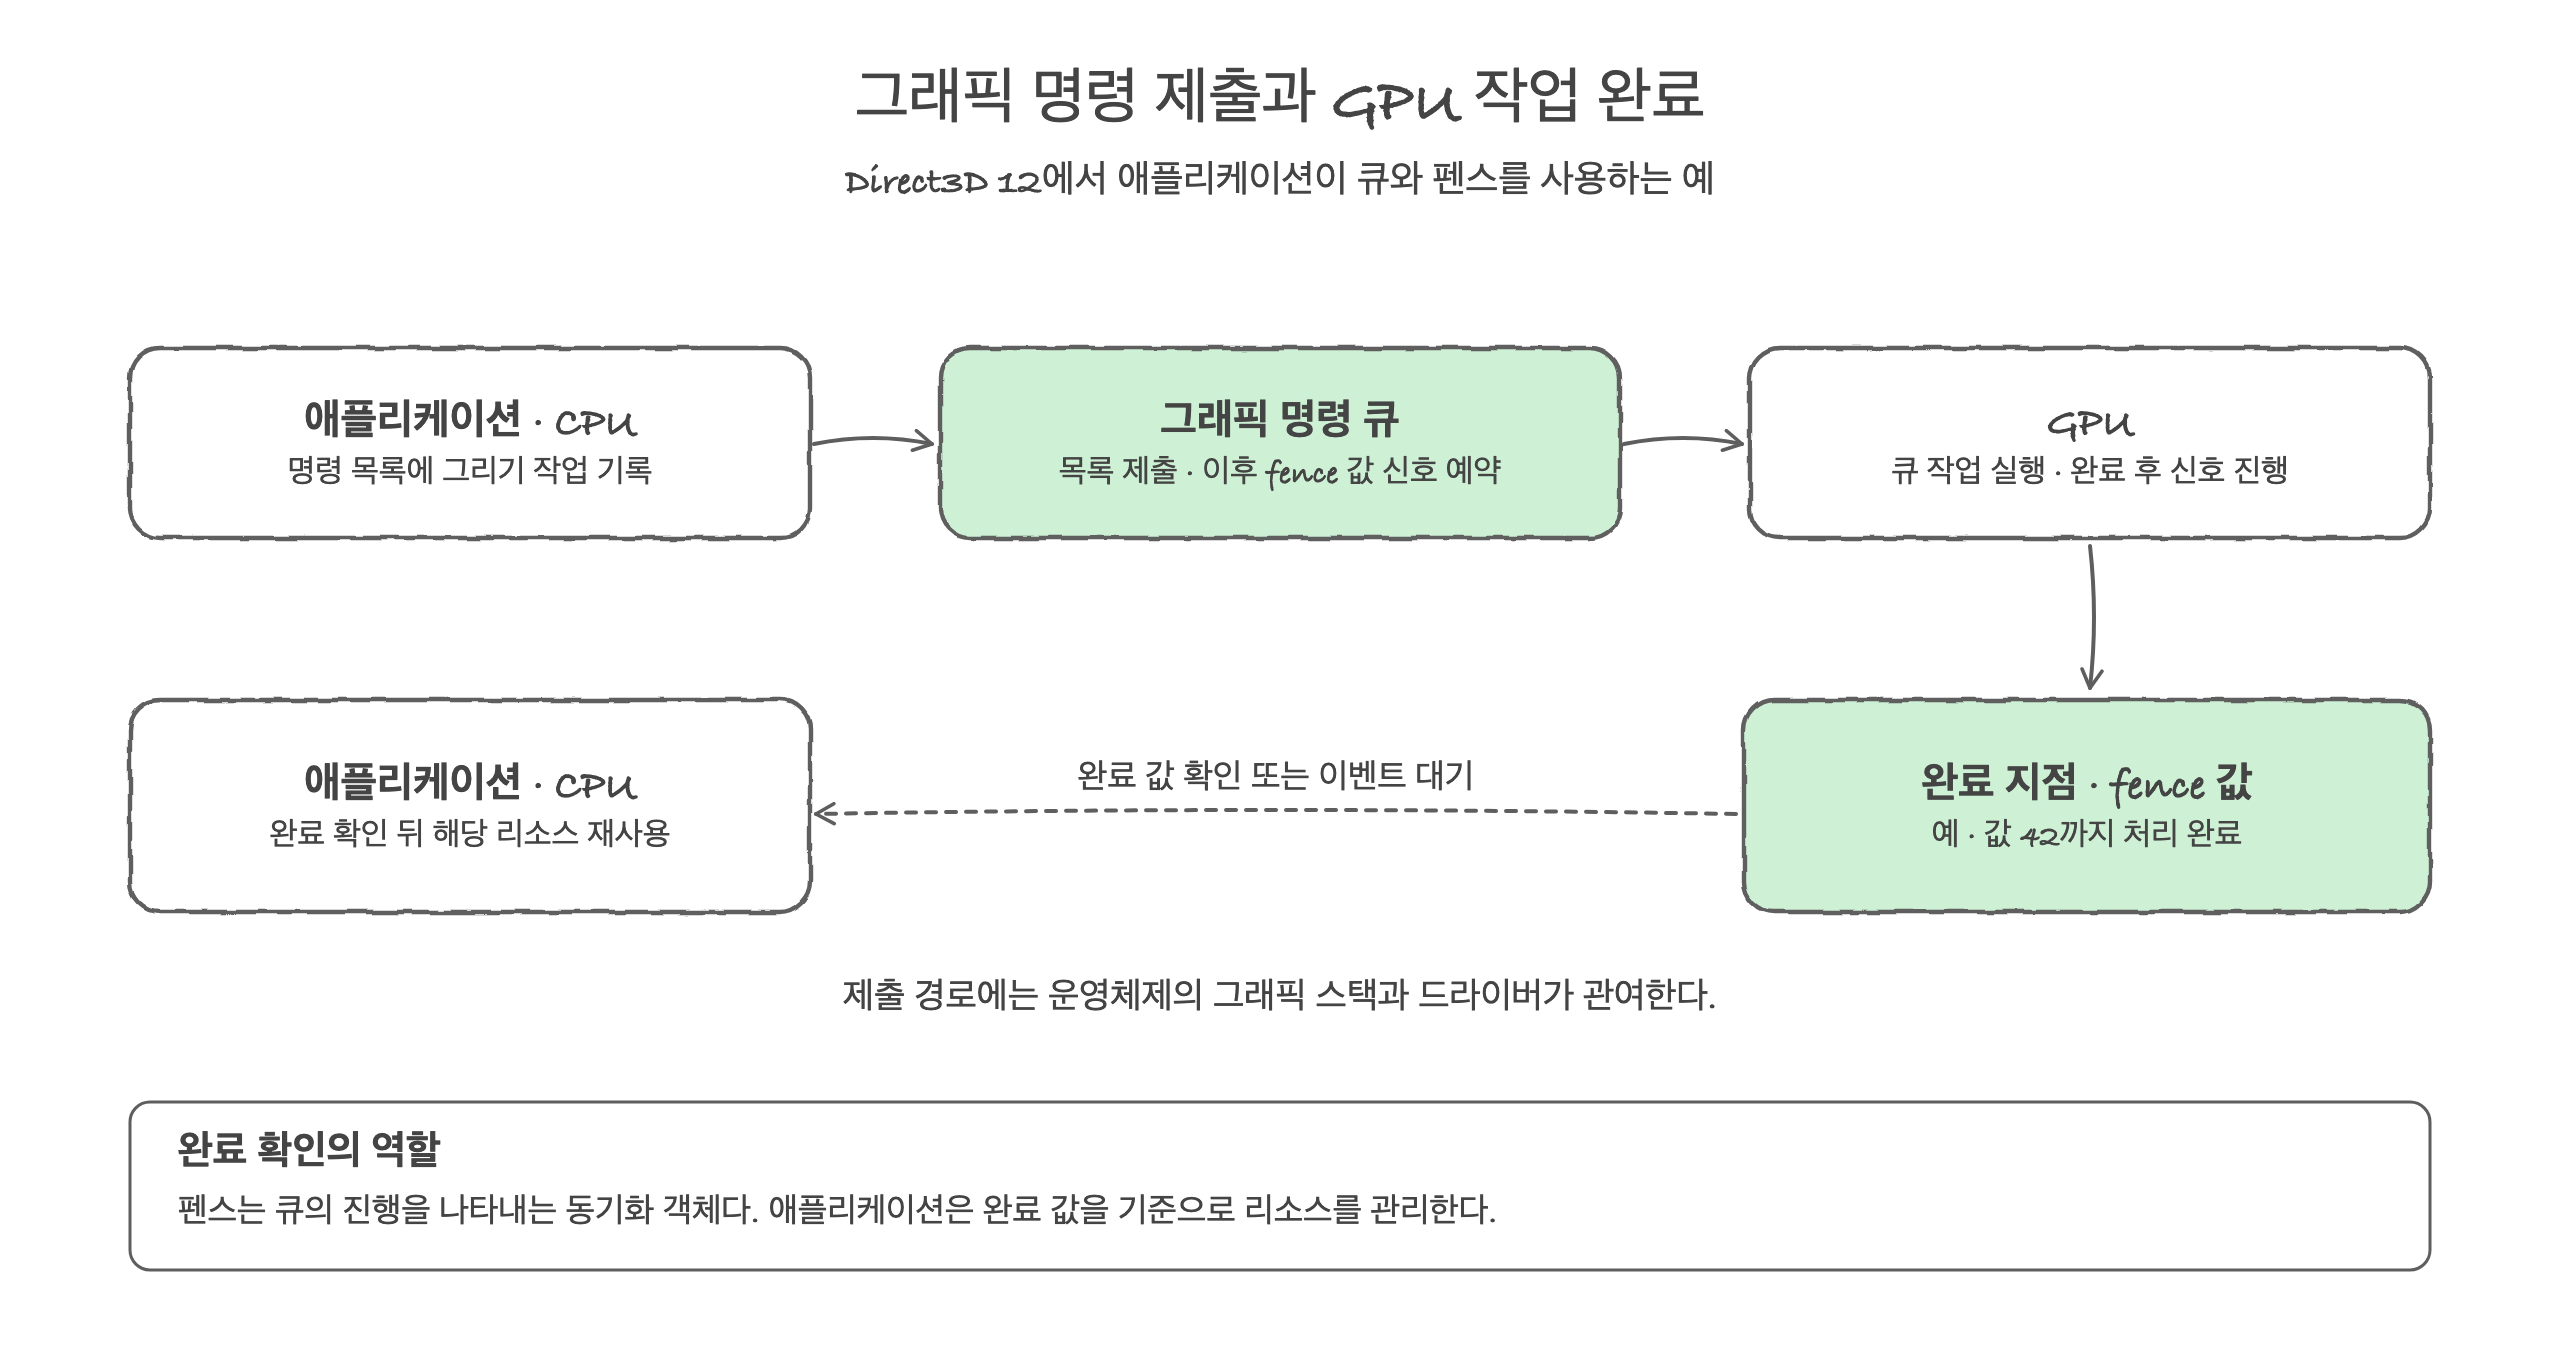 그래픽 명령 제출과 GPU 작업 완료
Direct3D 12에서 애플리케이션이 큐와 펜스를 사용하는 예
애플리케이션 · CPU
명령 목록에 그리기 작업 기록
그래픽 명령 큐
목록 제출 · 이후 fence 값 신호 예약
GPU
큐 작업 실행 · 완료 후 신호 진행
애플리케이션 · CPU
완료 확인 뒤 해당 리소스 재사용
완료 값 확인 또는 이벤트 대기
완료 지점 · fence 값
예 · 값 42까지 처리 완료
제출 경로에는 운영체제의 그래픽 스택과 드라이버가 관여한다.
완료 확인의 역할
펜스는 큐의 진행을 나타내는 동기화 객체다. 애플리케이션은 완료 값을 기준으로 리소스를 관리한다.